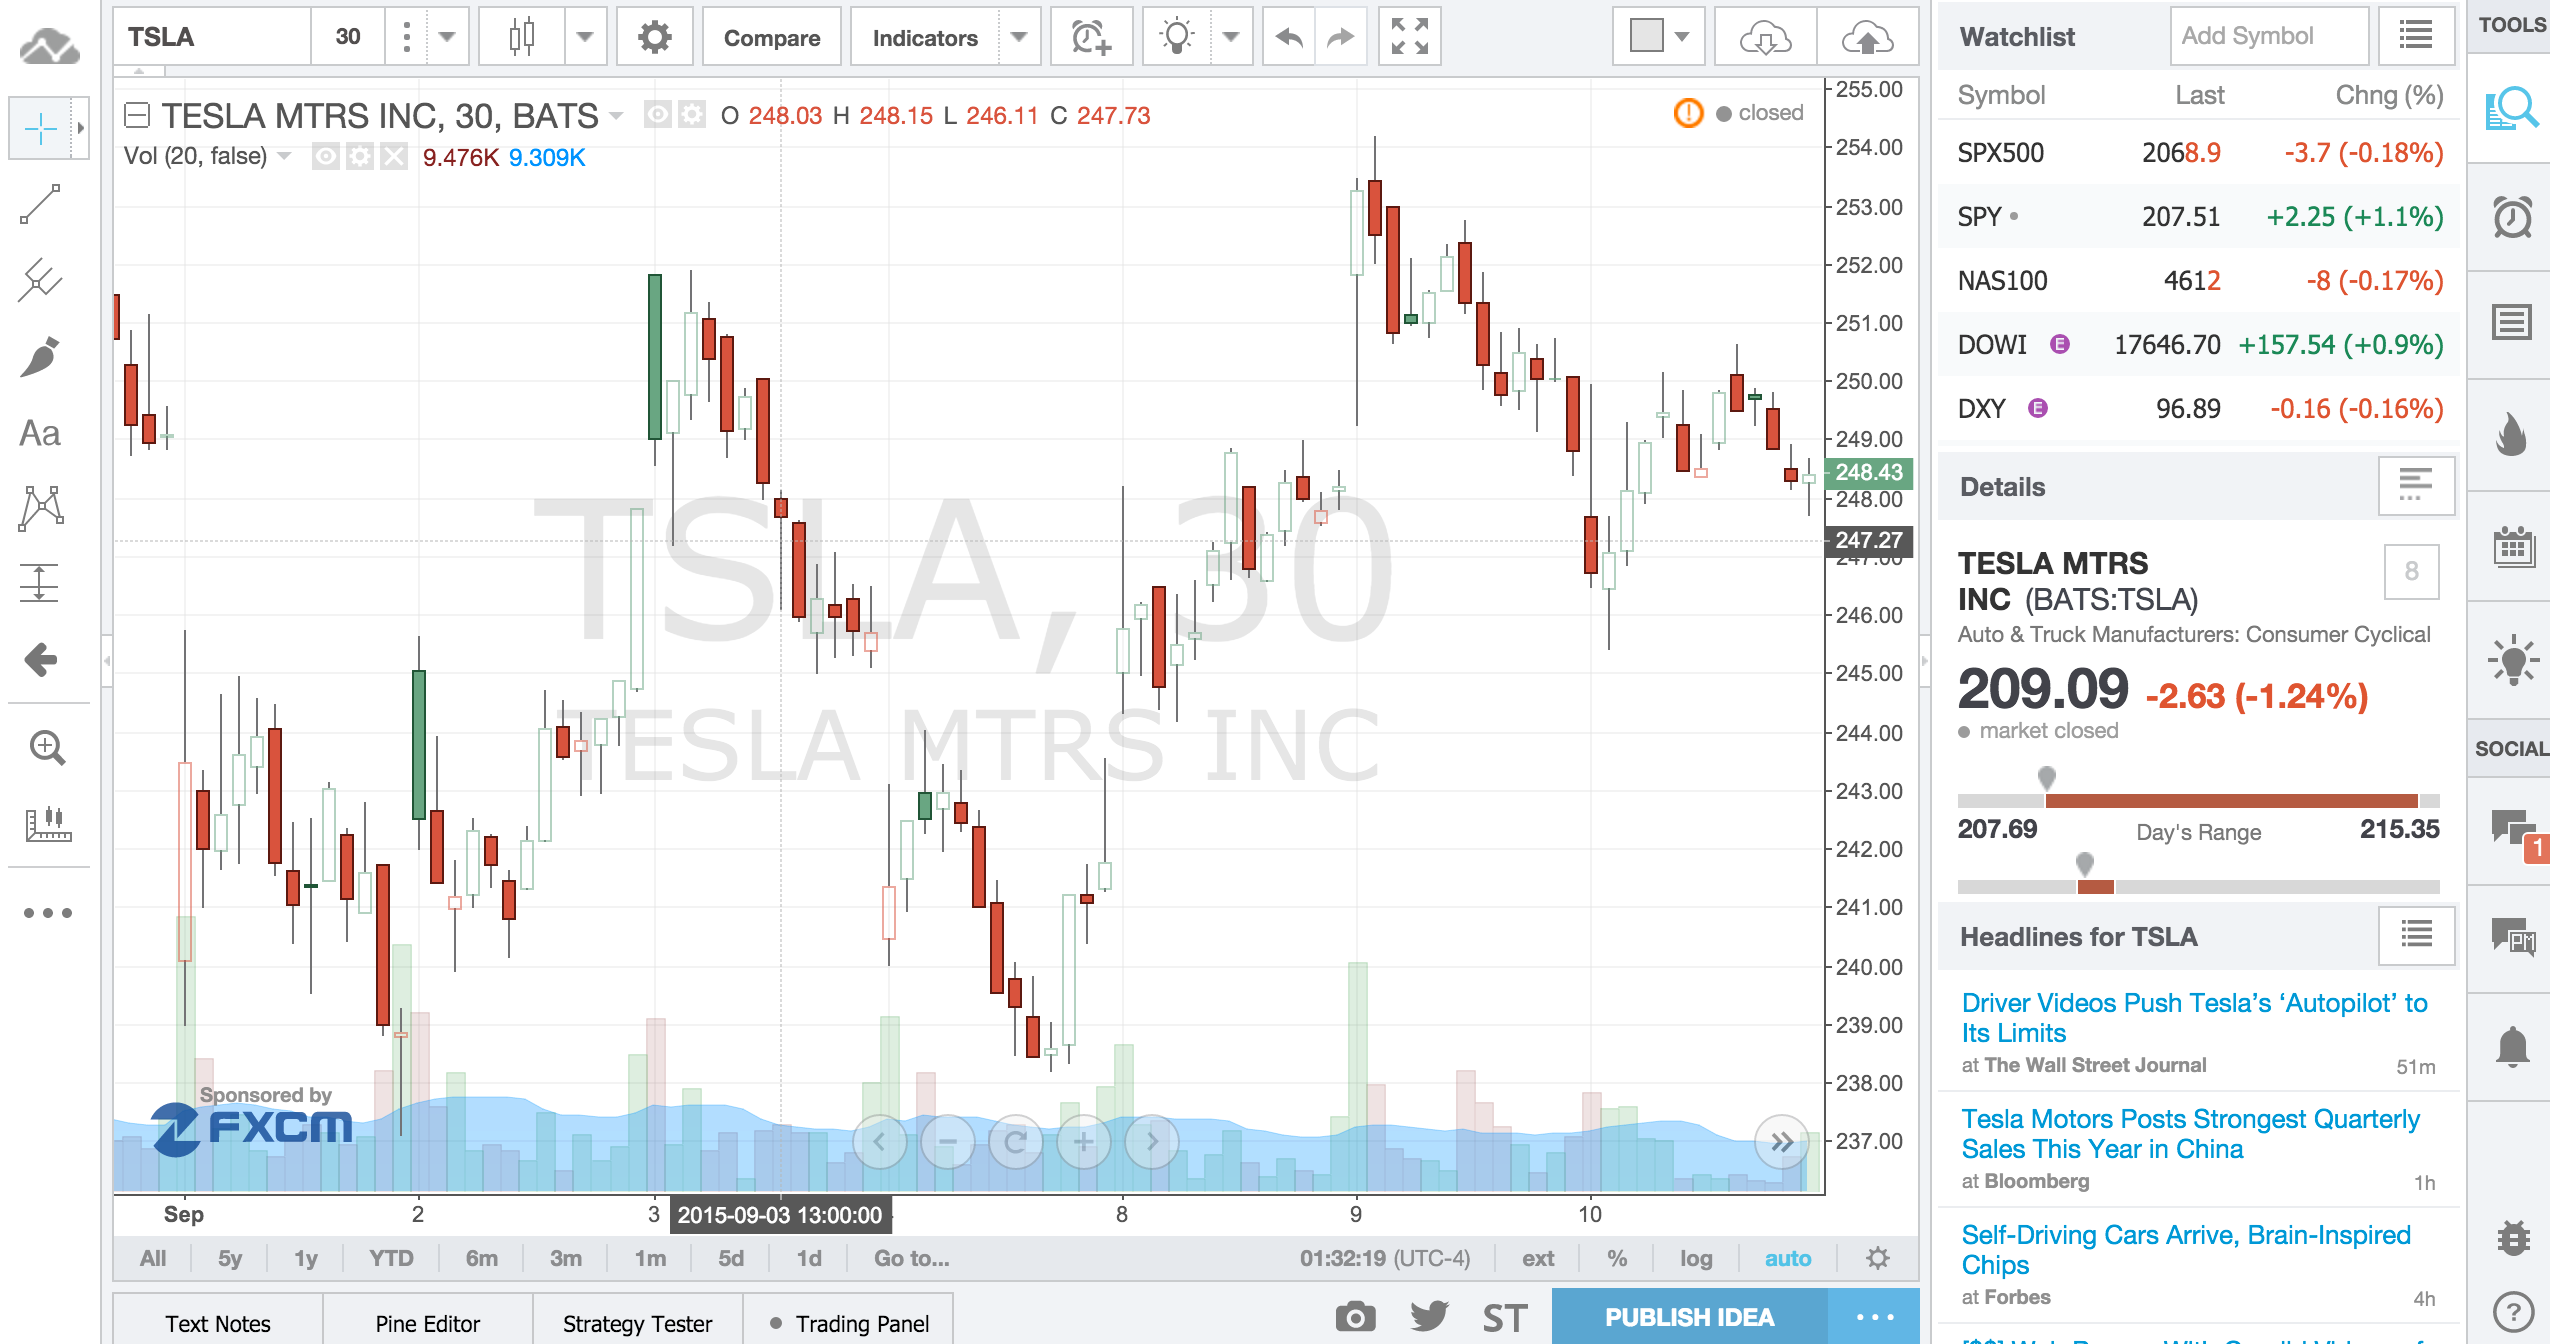 TSLA 30 Compare Indicators
TESLA MTRS INC, 30, BATS O 248.03 H 248.15 L 246.11 C 247.73
closed
Vol (20, false) 9.476K 9.309K
Aa
TSLA, 30
TESLA MTRS INC
255.00
254.00
253.00
252.00
251.00
250.00
249.00
248.43
248.00
247.27
247.00
246.00
245.00
244.00
243.00
242.00
241.00
240.00
239.00
238.00
237.00
Sponsored by
FXCM
Sep 2 3 2015-09-03 13:00:00 8 9 10
All 5y 1y YTD 6m 3m 1m 5d 1d Go to... 01:32:19 (UTC-4) ext % log auto
Text Notes Pine Editor Strategy Tester Trading Panel ST PUBLISH IDEA ...
Watchlist Add Symbol
Symbol Last Chng (%)
SPX500 2068.9 -3.7 (-0.18%)
SPY 207.51 +2.25 (+1.1%)
NAS100 4612 -8 (-0.17%)
DOWI E 17646.70 +157.54 (+0.9%)
DXY E 96.89 -0.16 (-0.16%)
Details
TESLA MTRS
INC (BATS:TSLA)
8
Auto & Truck Manufacturers: Consumer Cyclical
209.09 -2.63 (-1.24%)
market closed
207.69 Day's Range 215.35
Headlines for TSLA
Driver Videos Push Tesla’s ‘Autopilot’ to
Its Limits
at The Wall Street Journal 51m
Tesla Motors Posts Strongest Quarterly
Sales This Year in China
at Bloomberg 1h
Self-Driving Cars Arrive, Brain-Inspired
Chips
at Forbes 4h
TOOLS
SOCIAL
1
PM
?